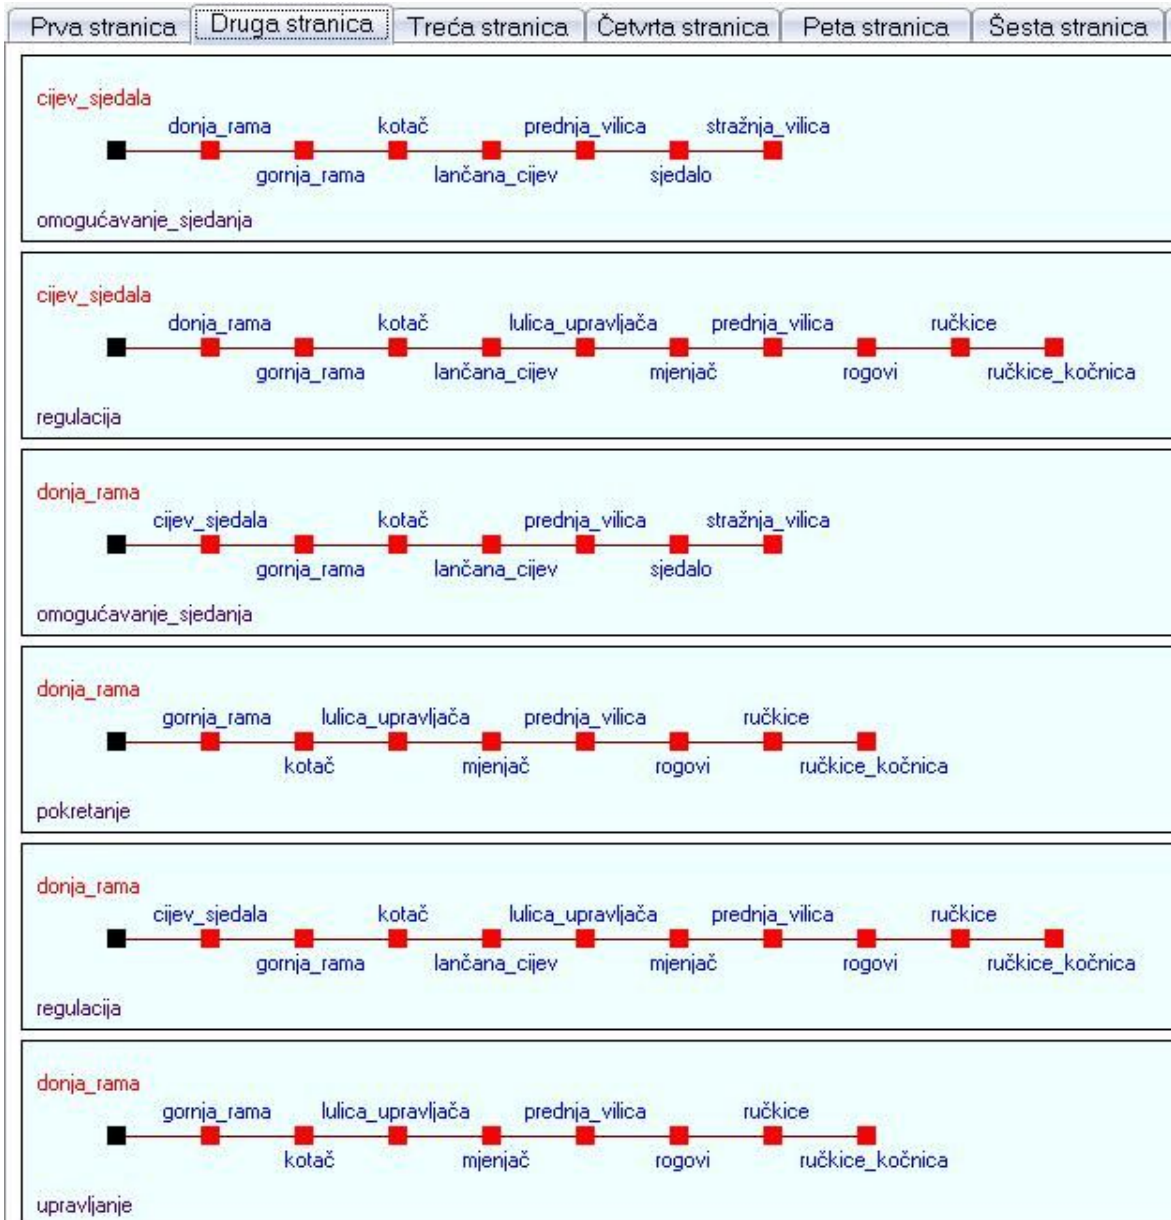 Prva stranica Druga stranica Treća stranica Četvrta stranica Peta stranica Šesta stranica
cijev_sjedala
donja_rama kotač prednja_vilica stražnja_vilica
gornja_rama lančana_cijev sjedalo
omogućavanje_sjedanja
cijev_sjedala
donja_rama kotač lulica_upravljača prednja_vilica ručkice
gornja_rama lančana_cijev mjenjač rogovi ručkice_kočnica
regulacija
donja_rama
cijev_sjedala kotač prednja_vilica stražnja_vilica
gornja_rama lančana_cijev sjedalo
omogućavanje_sjedanja
donja_rama
gornja_rama lulica_upravljača prednja_vilica ručkice
kotač mjenjač rogovi ručkice_kočnica
pokretanje
donja_rama
cijev_sjedala kotač lulica_upravljača prednja_vilica ručkice
gornja_rama lančana_cijev mjenjač rogovi ručkice_kočnica
regulacija
donja_rama
gornja_rama lulica_upravljača prednja_vilica ručkice
kotač mjenjač rogovi ručkice_kočnica
upravljanje